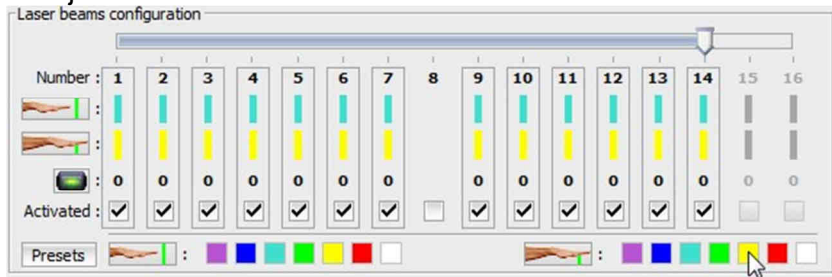 Laser beams configuration
Number : 1 2 3 4 5 6 7 8 9 10 11 12 13 14 15 16
:
:
: 0 0 0 0 0 0 0 0 0 0 0 0 0 0 0
Activated :
Presets : :